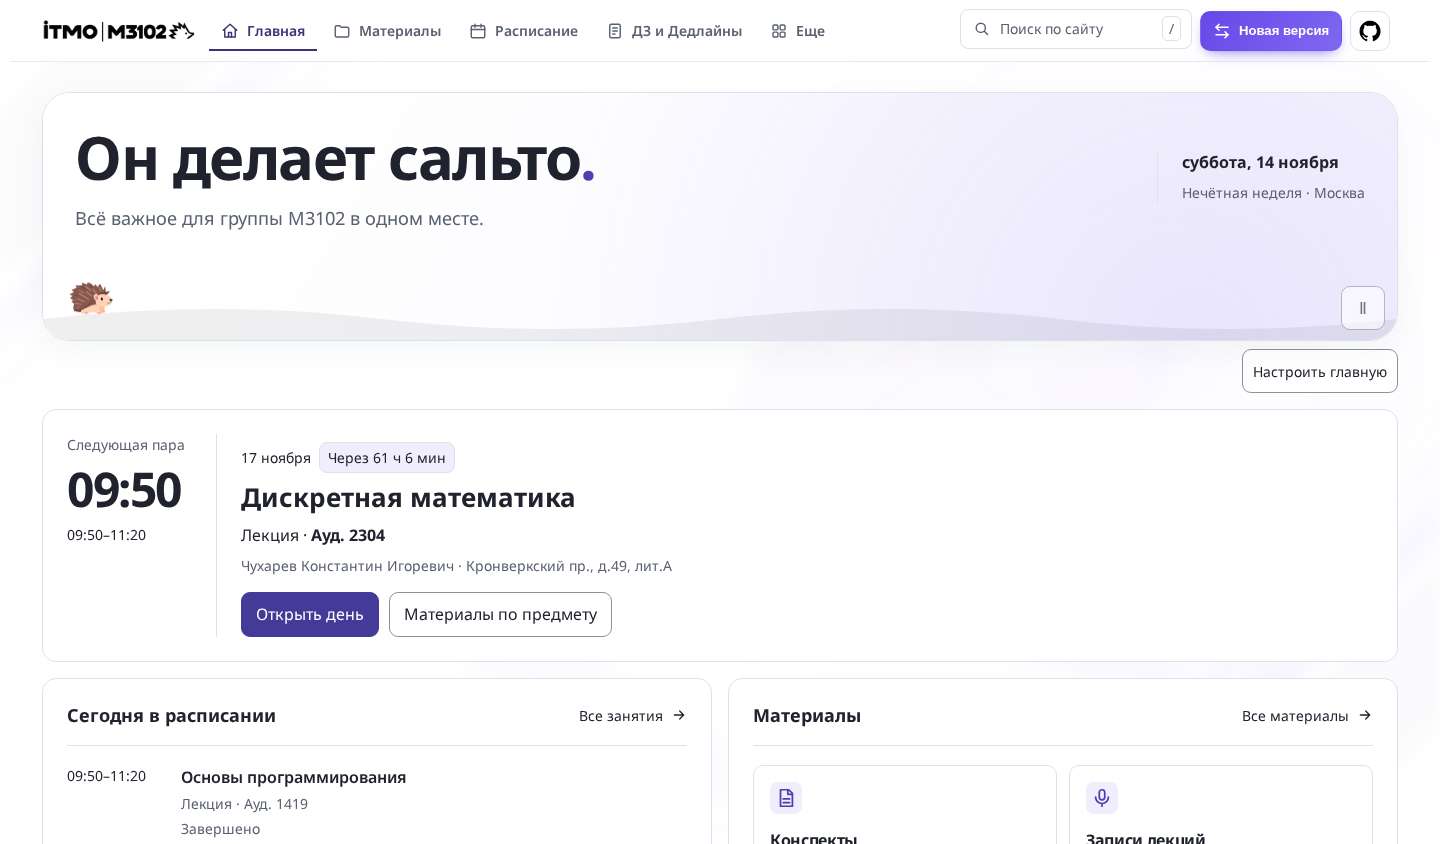 iTMO | M3102
Главная
Материалы
Расписание
ДЗ и Дедлайны
Еще
Поиск по сайту
/
Новая версия
Он делает сальто.
Всё важное для группы M3102 в одном месте.
суббота, 14 ноября
Нечётная неделя · Москва
Настроить главную
Следующая пара
09:50
09:50–11:20
17 ноября
Через 61 ч 6 мин
Дискретная математика
Лекция · Ауд. 2304
Чухарев Константин Игоревич · Кронверкский пр., д.49, лит.А
Открыть день
Материалы по предмету
Сегодня в расписании
Все занятия →
09:50–11:20
Основы программирования
Лекция · Ауд. 1419
Завершено
Материалы
Все материалы →
Конспекты
Записи лекций